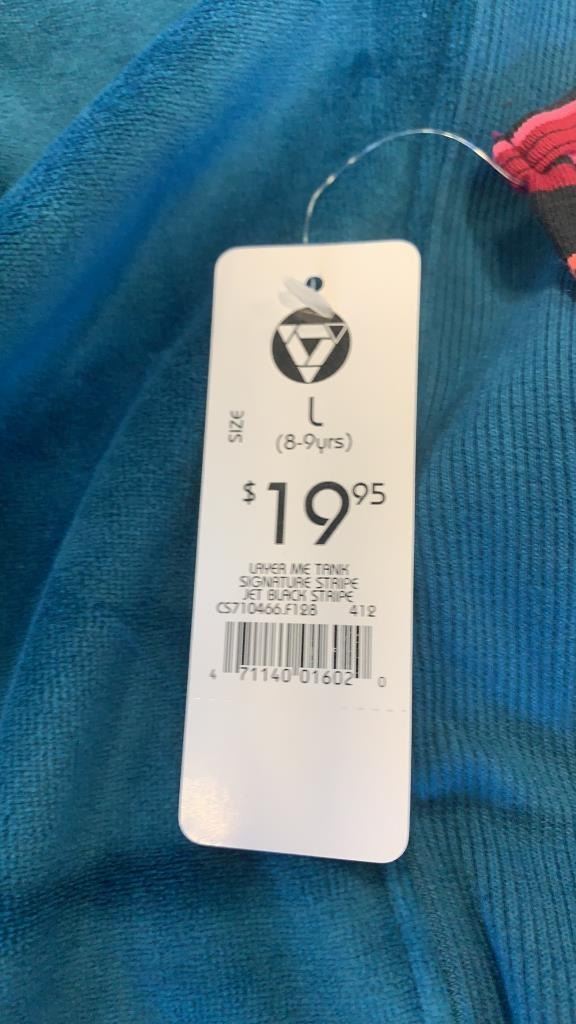 SIZE
L
(8-9yrs)
$19.95
LAYER ME TANK
SIGNATURE STRIPE
JET BLACK STRIPE
CS710466.F128 412
4 71140 01602 0